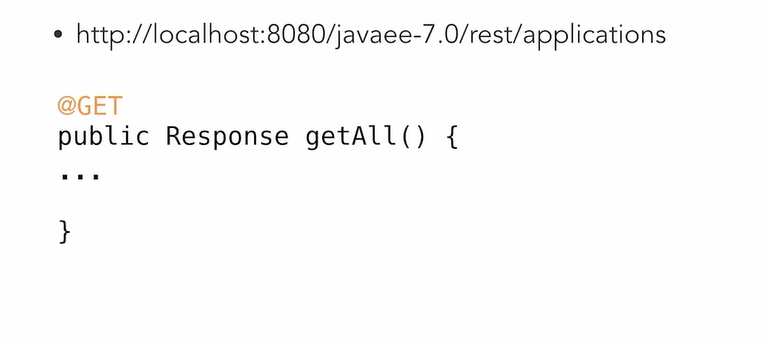 • http://localhost:8080/javaee-7.0/rest/applications
@GET
public Response getAll() {
...
}